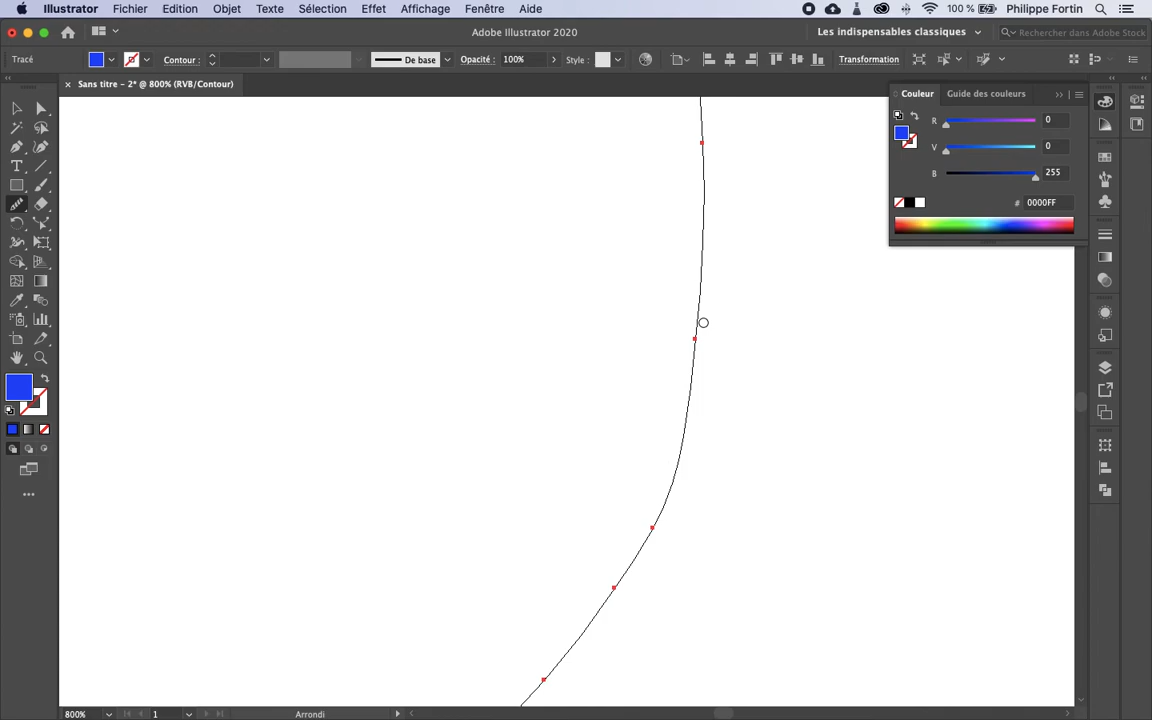 Illustrator Fichier Edition Objet Texte Sélection Effet Affichage Fenêtre Aide 100 % Philippe Fortin
Adobe Illustrator 2020 Les indispensables classiques Rechercher dans Adobe Stock
Tracé Contour : De base Opacité : 100% Style : Transformation
Sans titre - 2* @ 800% (RVB/Contour)
Couleur Guide des couleurs
R 0
V 0
B 255
# 0000FF
T
800% 1 Arrondi